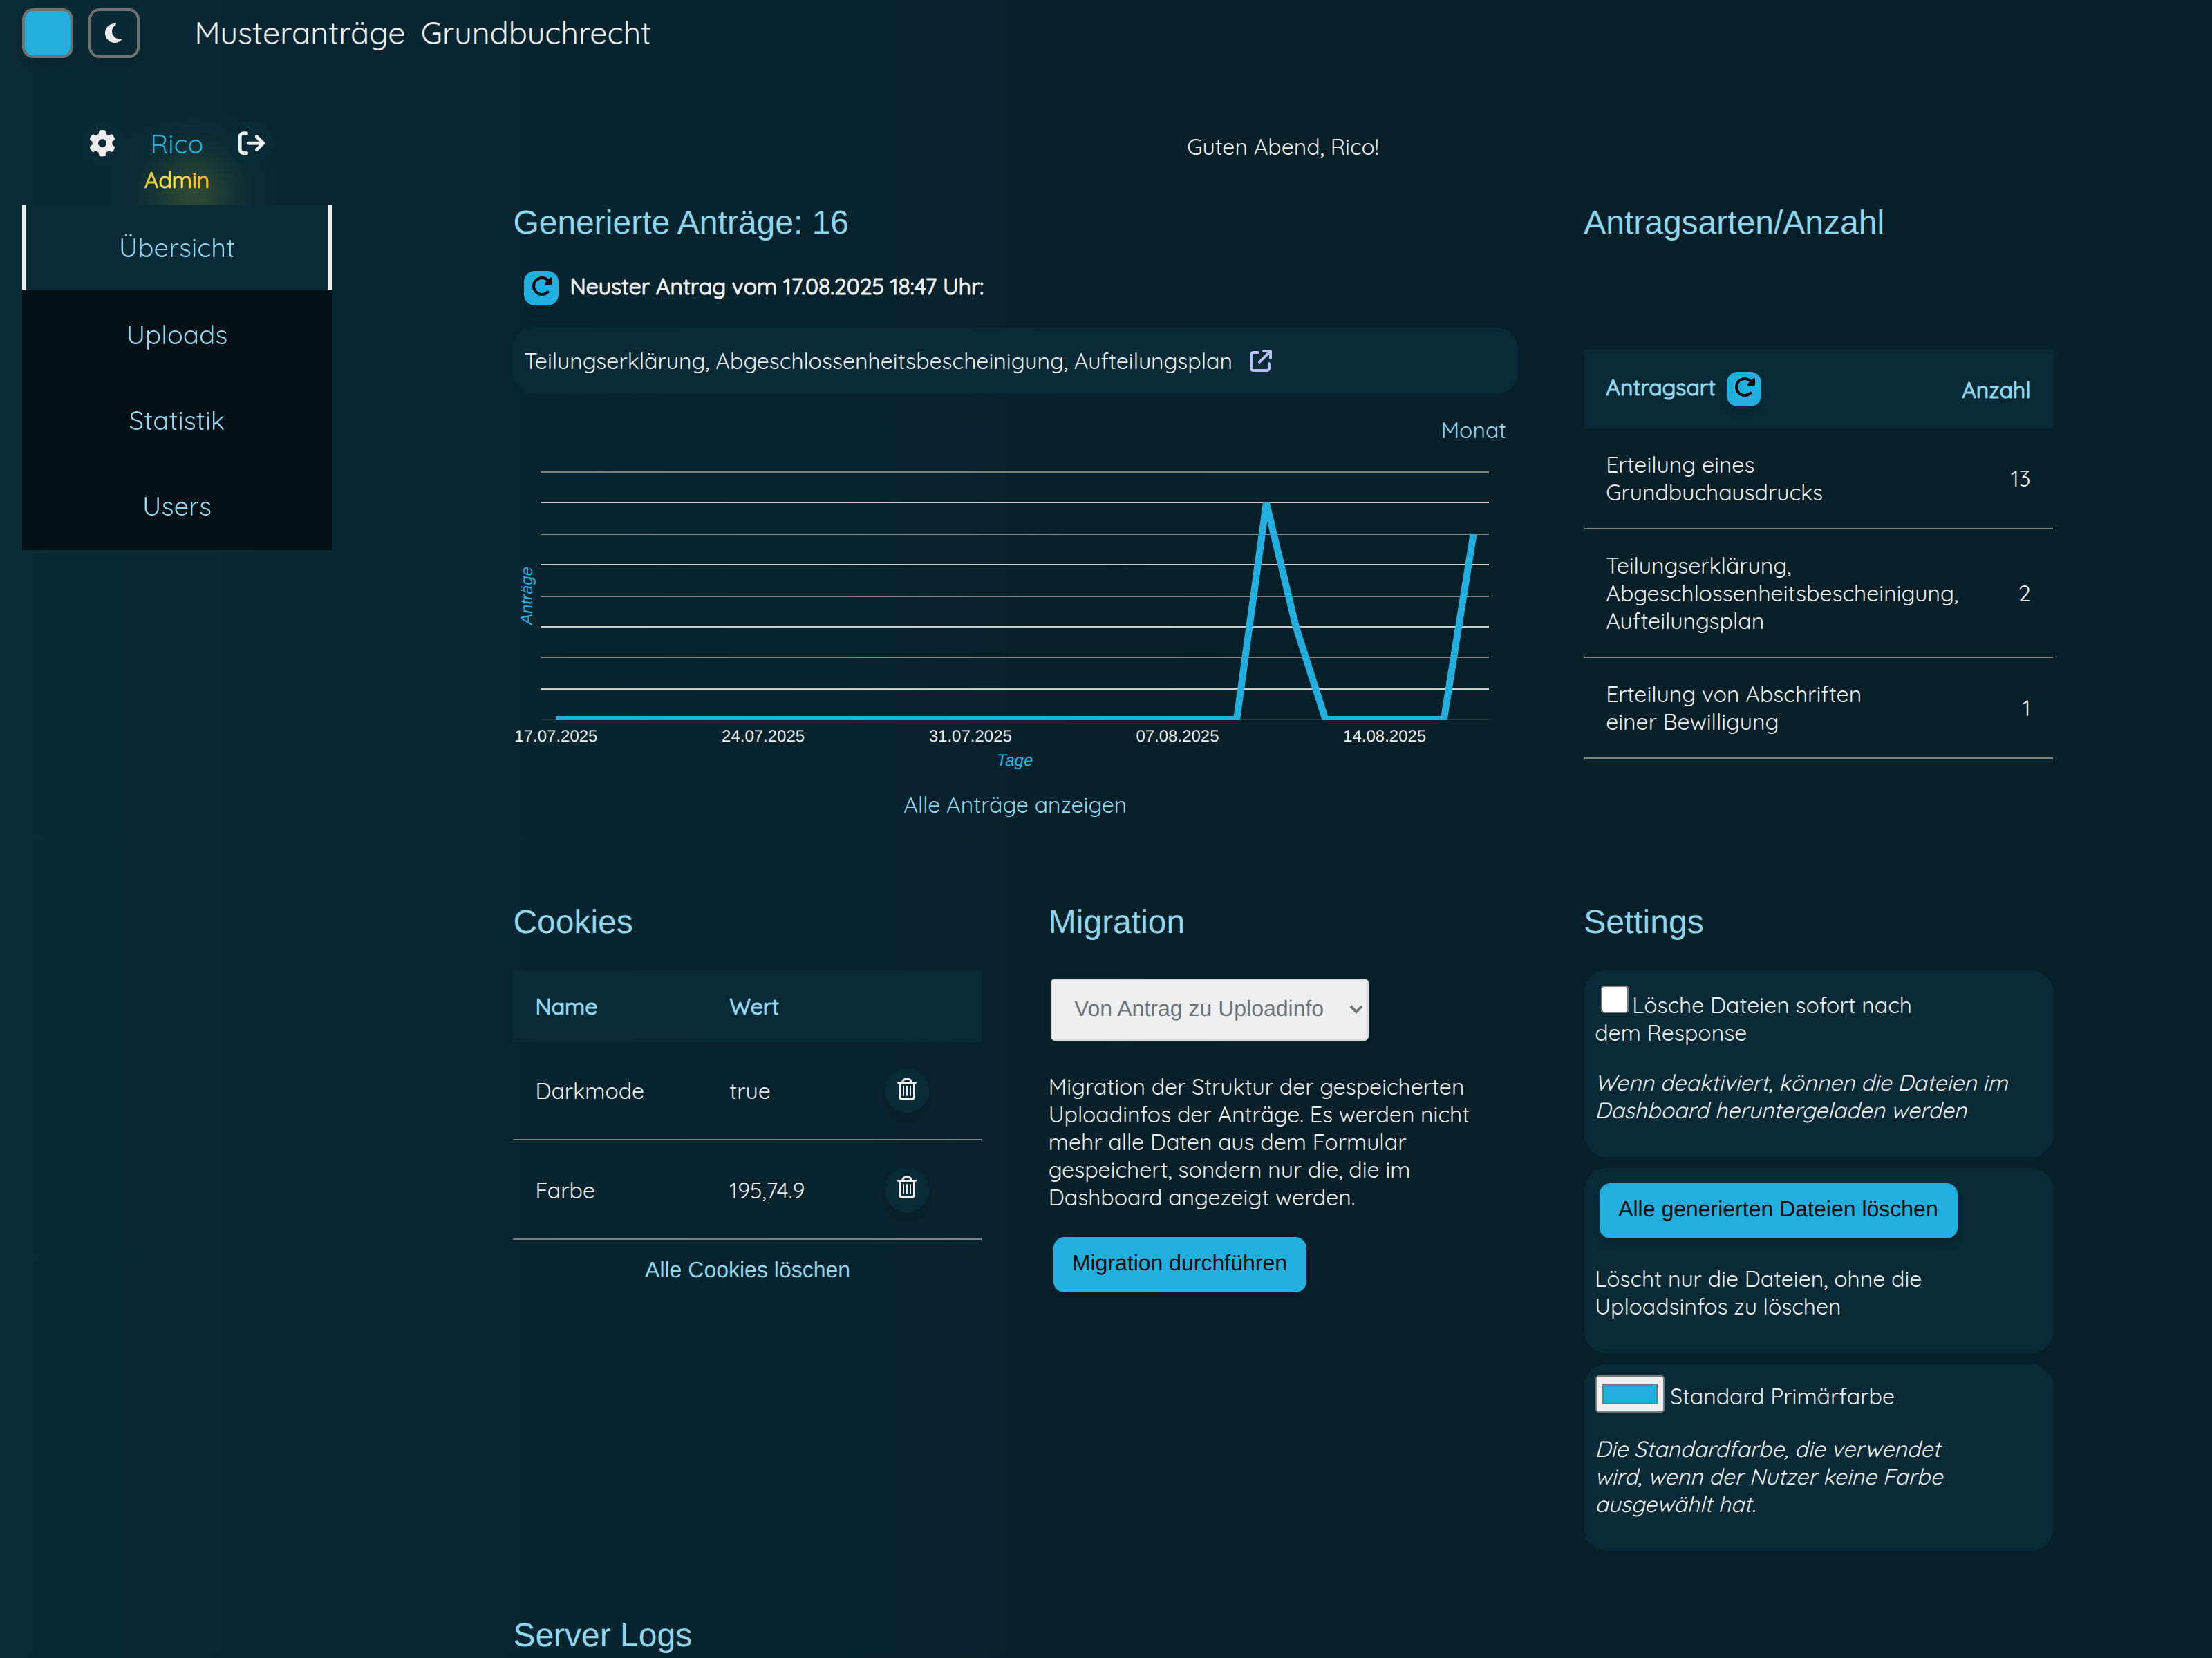 Musteranträge Grundbuchrecht
Rico
Admin
Übersicht
Uploads
Statistik
Users
Guten Abend, Rico!
Generierte Anträge: 16
Neuster Antrag vom 17.08.2025 18:47 Uhr:
Teilungserklärung, Abgeschlossenheitsbescheinigung, Aufteilungsplan
Monat
Anträge
17.07.2025 24.07.2025 31.07.2025 07.08.2025 14.08.2025
Tage
Alle Anträge anzeigen
Antragsarten/Anzahl
Antragsart Anzahl
Erteilung eines
Grundbuchausdrucks 13
Teilungserklärung,
Abgeschlossenheitsbescheinigung, 2
Aufteilungsplan
Erteilung von Abschriften
einer Bewilligung 1
Cookies
Name Wert
Darkmode true
Farbe 195,74.9
Alle Cookies löschen
Migration
Von Antrag zu Uploadinfo
Migration der Struktur der gespeicherten
Uploadinfos der Anträge. Es werden nicht
mehr alle Daten aus dem Formular
gespeichert, sondern nur die, die im
Dashboard angezeigt werden.
Migration durchführen
Settings
Lösche Dateien sofort nach
dem Response
Wenn deaktiviert, können die Dateien im
Dashboard heruntergeladen werden
Alle generierten Dateien löschen
Löscht nur die Dateien, ohne die
Uploadsinfos zu löschen
Standard Primärfarbe
Die Standardfarbe, die verwendet
wird, wenn der Nutzer keine Farbe
ausgewählt hat.
Server Logs